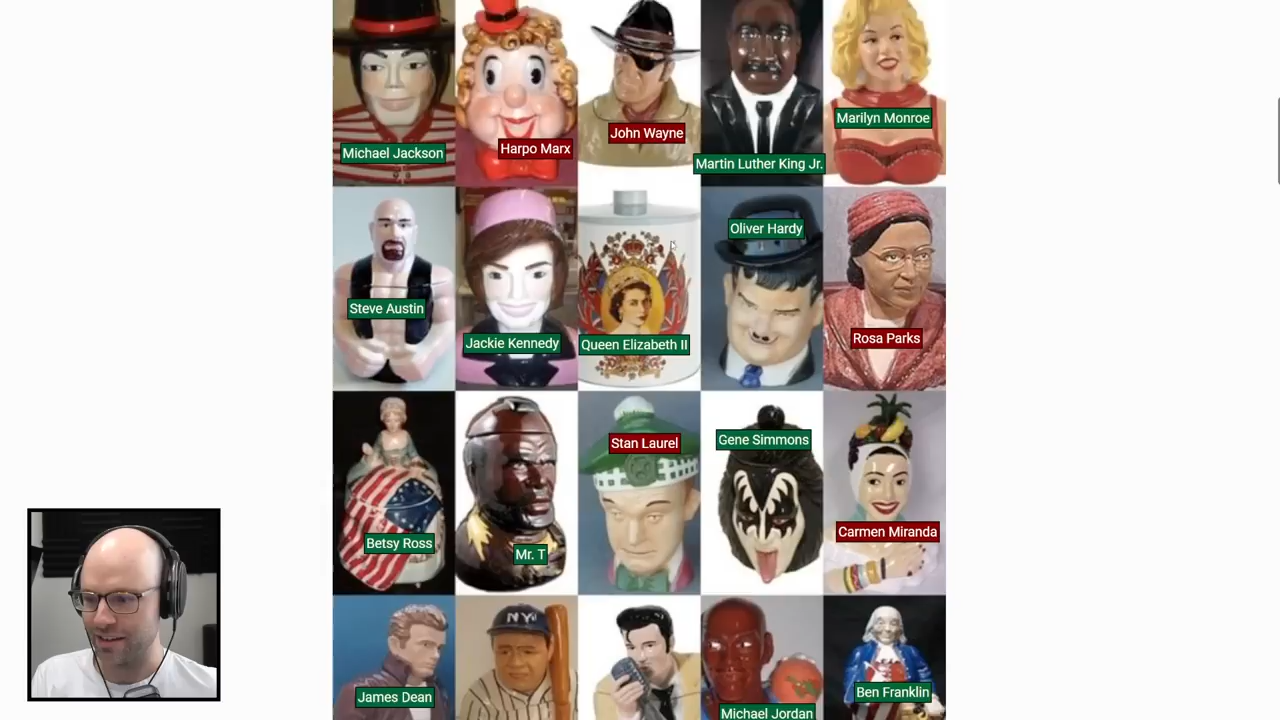 Michael Jackson
Harpo Marx
John Wayne
Martin Luther King Jr.
Marilyn Monroe
Steve Austin
Jackie Kennedy
Queen Elizabeth II
Oliver Hardy
Rosa Parks
Betsy Ross
Mr. T
Stan Laurel
Gene Simmons
Carmen Miranda
James Dean
NY
Michael Jordan
Ben Franklin